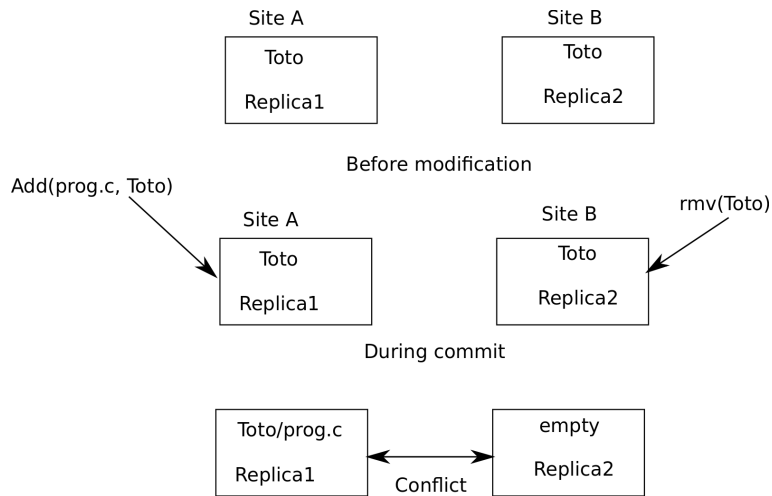 Site A
Site B
Toto
Replica1
Toto
Replica2
Before modification
Add(prog.c, Toto)
rmv(Toto)
Site A
Site B
Toto
Replica1
Toto
Replica2
During commit
Toto/prog.c
Replica1
empty
Replica2
Conflict